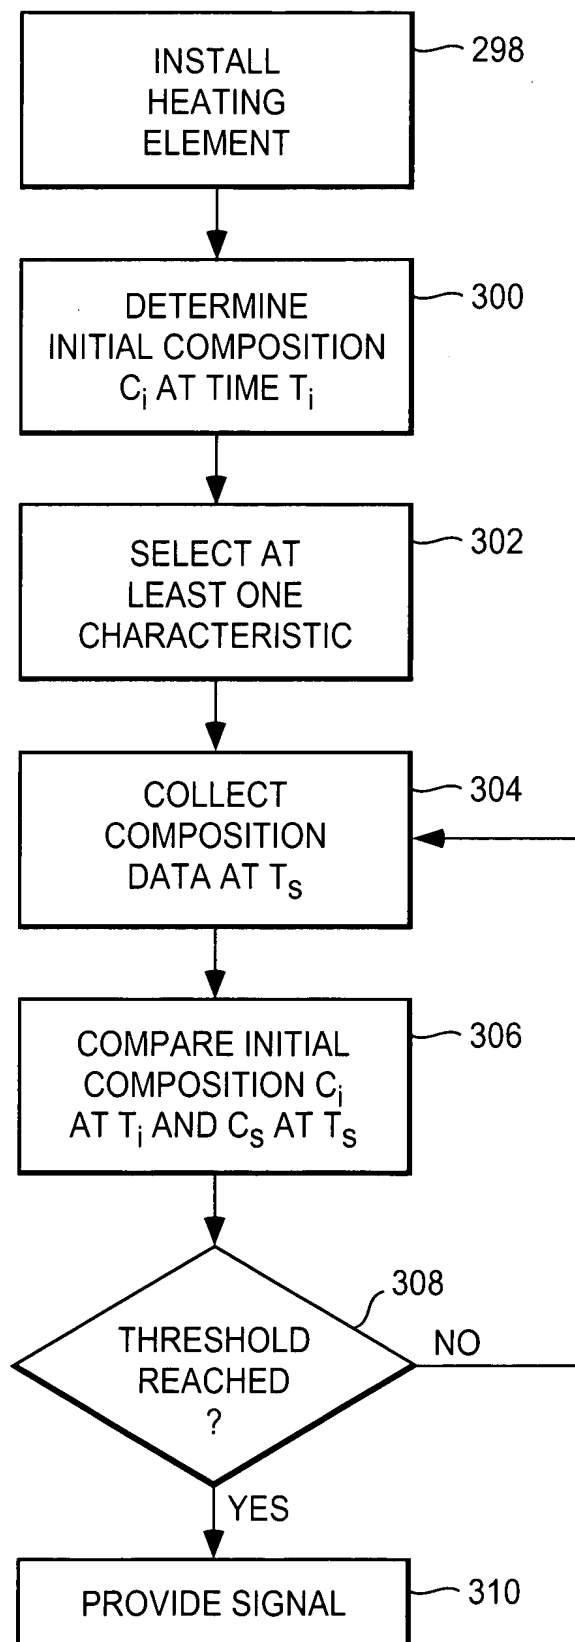 INSTALL
HEATING
ELEMENT
298
DETERMINE
INITIAL COMPOSITION
Ci AT TIME Ti
300
SELECT AT
LEAST ONE
CHARACTERISTIC
302
COLLECT
COMPOSITION
DATA AT Ts
304
COMPARE INITIAL
COMPOSITION Ci
AT Ti AND Cs AT Ts
306
THRESHOLD
REACHED
?
308
NO
YES
PROVIDE SIGNAL
310